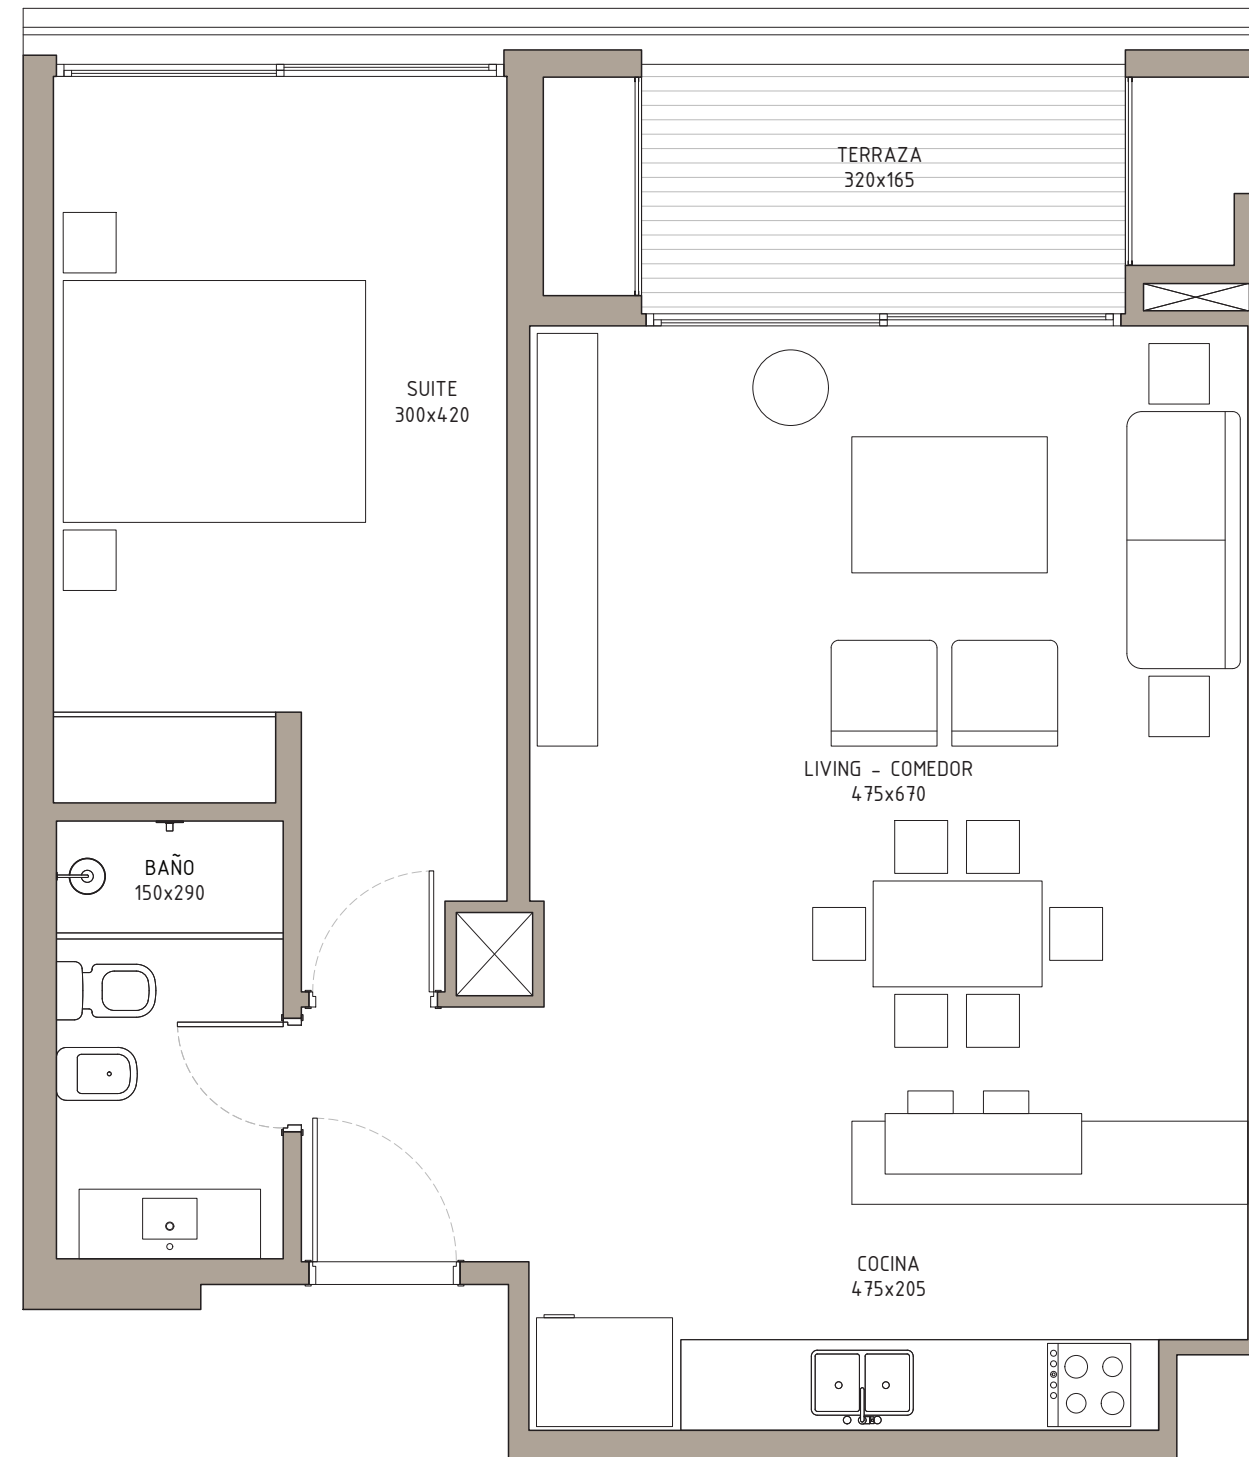 TERRAZA
320x165
SUITE
300x420
LIVING - COMEDOR
475x670
BAÑO
150x290
COCINA
475x205